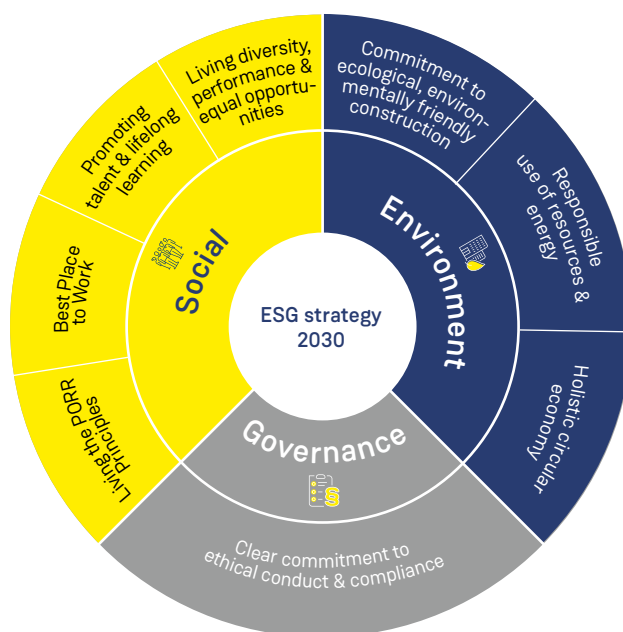 ESG strategy
2030
Environment
Commitment to
ecological, environ-
mentally friendly
construction
Responsible
use of resources &
energy
Holistic circular
economy
Governance
§
Clear commitment to
ethical conduct & compliance
Social
Living the PORR
Principles
Best Place
to Work
Promoting
talent & lifelong
learning
Living diversity,
performance &
equal opportu-
nities